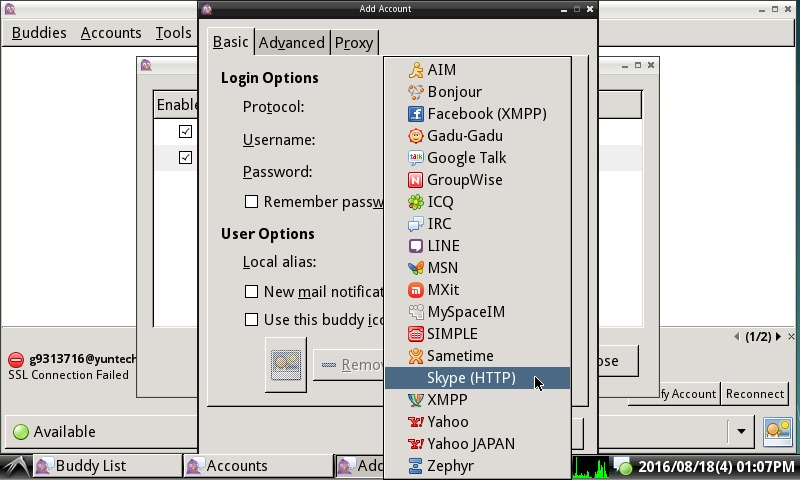 Add Account
Buddies Accounts Tools
Basic Advanced Proxy
Login Options
Enable
Protocol:
Username:
Password:
Remember passw
User Options
Local alias:
New mail notificat
Use this buddy ico
Remov
AIM
Bonjour
Facebook (XMPP)
Gadu-Gadu
Google Talk
GroupWise
ICQ
IRC
LINE
MSN
MXit
MySpaceIM
SIMPLE
Sametime
Skype (HTTP)
XMPP
Yahoo
Yahoo JAPAN
Zephyr
(1/2)
g9313716@yuntech
SSL Connection Failed
ose
fy Account Reconnect
Available
Buddy List Accounts Add 2016/08/18(4) 01:07PM